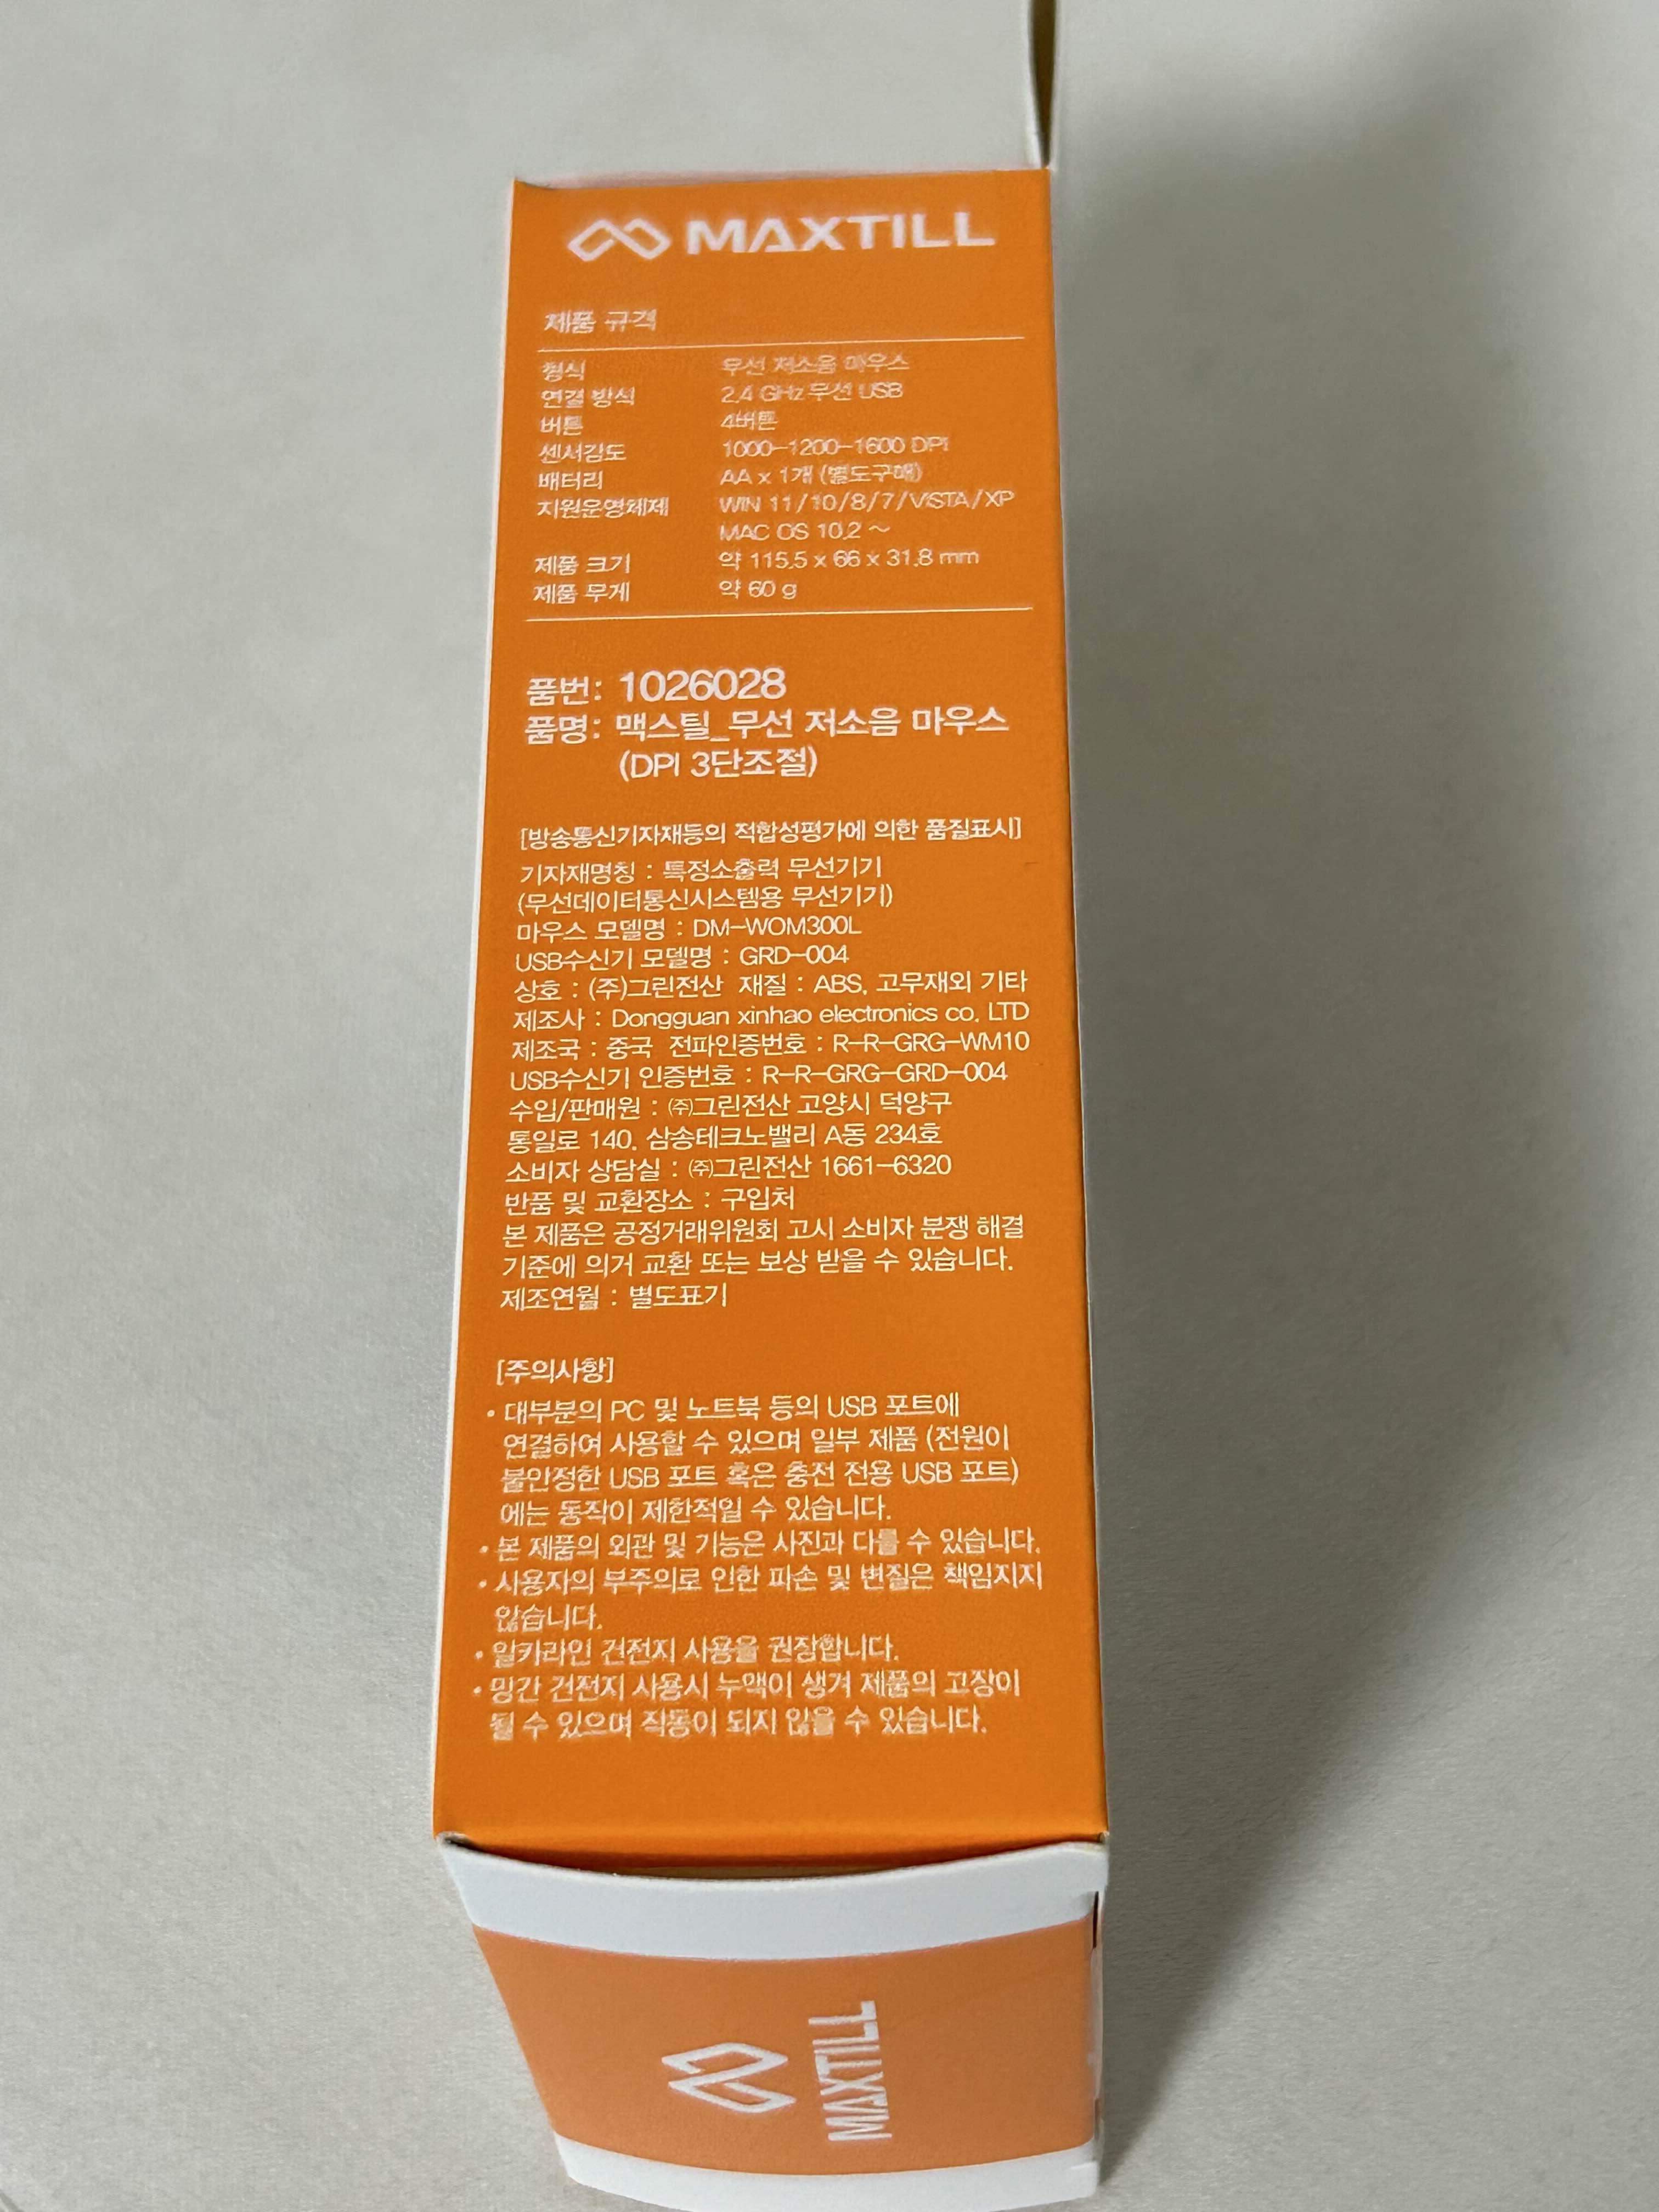 MAXTILL
제품 규격
형식 무선 저소음 마우스
연결 방식 2.4 GHz 무선 USB
버튼 4버튼
센서감도 1000-1200-1600 DPI
배터리 AA x 1개 (별도구매)
지원운영체제 WIN 11/10/8/7/VISTA/XP
MAC OS 10.2 ~
제품 크기 약 115.5 x 66 x 31.8 mm
제품 무게 약 60 g
품번: 1026028
품명: 맥스틸_무선 저소음 마우스
(DPI 3단조절)
[방송통신기자재등의 적합성평가에 의한 품질표시]
기자재명칭 : 특정소출력 무선기기
(무선데이터통신시스템용 무선기기)
마우스 모델명 : DM-WOM300L
USB수신기 모델명 : GRD-004
상호 : (주)그린전산 재질 : ABS, 고무재외 기타
제조사 : Dongguan xinhao electronics co. LTD
제조국 : 중국 전파인증번호 : R-R-GRG-WM10
USB수신기 인증번호 : R-R-GRG-GRD-004
수입/판매원 : ㈜그린전산 고양시 덕양구
통일로 140, 삼송테크노밸리 A동 234호
소비자 상담실 : ㈜그린전산 1661-6320
반품 및 교환장소 : 구입처
본 제품은 공정거래위원회 고시 소비자 분쟁 해결
기준에 의거 교환 또는 보상 받을 수 있습니다.
제조연월 : 별도표기
[주의사항]
• 대부분의 PC 및 노트북 등의 USB 포트에
연결하여 사용할 수 있으며 일부 제품 (전원이
불안정한 USB 포트 혹은 충전 전용 USB 포트)
에는 동작이 제한적일 수 있습니다.
• 본 제품의 외관 및 기능은 사진과 다를 수 있습니다.
• 사용자의 부주의로 인한 파손 및 변질은 책임지지
않습니다.
• 알카라인 건전지 사용을 권장합니다.
• 망간 건전지 사용시 누액이 생겨 제품의 고장이
될 수 있으며 작동이 되지 않을 수 있습니다.
MAXTILL